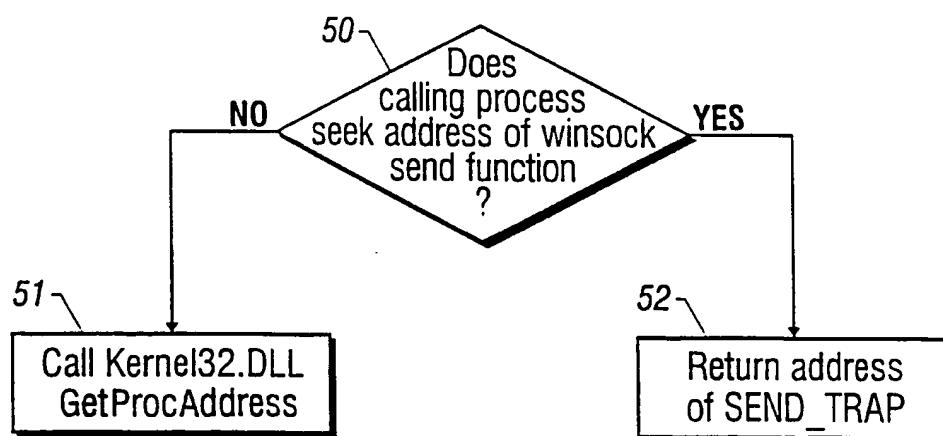 50
Does
calling process
seek address of winsock
send function
?
NO
YES
51
Call Kernel32.DLL
GetProcAddress
52
Return address
of SEND_TRAP